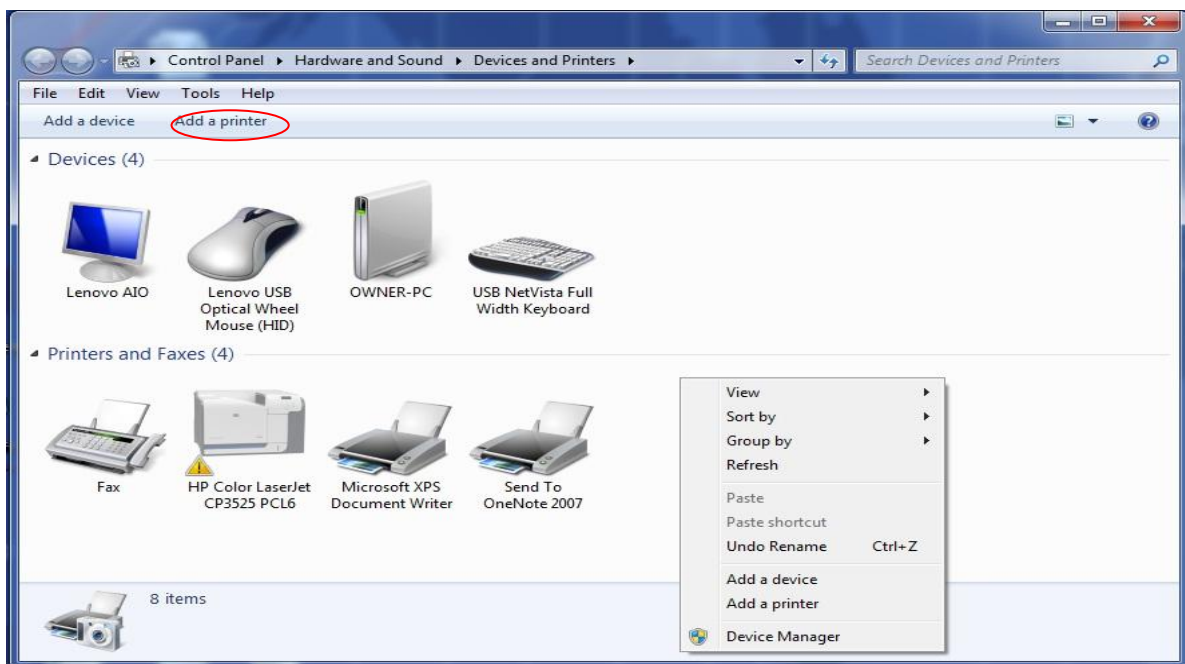 Control Panel Hardware and Sound Devices and Printers Search Devices and Printers
File Edit View Tools Help
Add a device Add a printer
Devices (4)
Lenovo AIO
Lenovo USB
Optical Wheel
Mouse (HID)
OWNER-PC
USB NetVista Full
Width Keyboard
Printers and Faxes (4)
Fax
HP Color LaserJet
CP3525 PCL6
Microsoft XPS
Document Writer
Send To
OneNote 2007
View
Sort by
Group by
Refresh
Paste
Paste shortcut
Undo Rename Ctrl+Z
Add a device
Add a printer
Device Manager
8 items